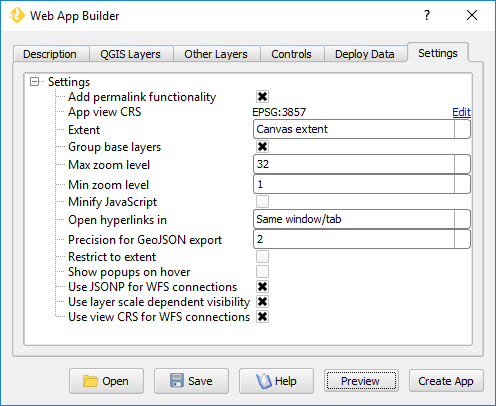 Web App Builder ?
Description QGIS Layers Other Layers Controls Deploy Data Settings
Settings
Add permalink functionality
App view CRS EPSG:3857 Edit
Extent Canvas extent
Group base layers
Max zoom level 32
Min zoom level 1
Minify JavaScript
Open hyperlinks in Same window/tab
Precision for GeoJSON export 2
Restrict to extent
Show popups on hover
Use JSONP for WFS connections
Use layer scale dependent visibility
Use view CRS for WFS connections
Open Save Help Preview Create App